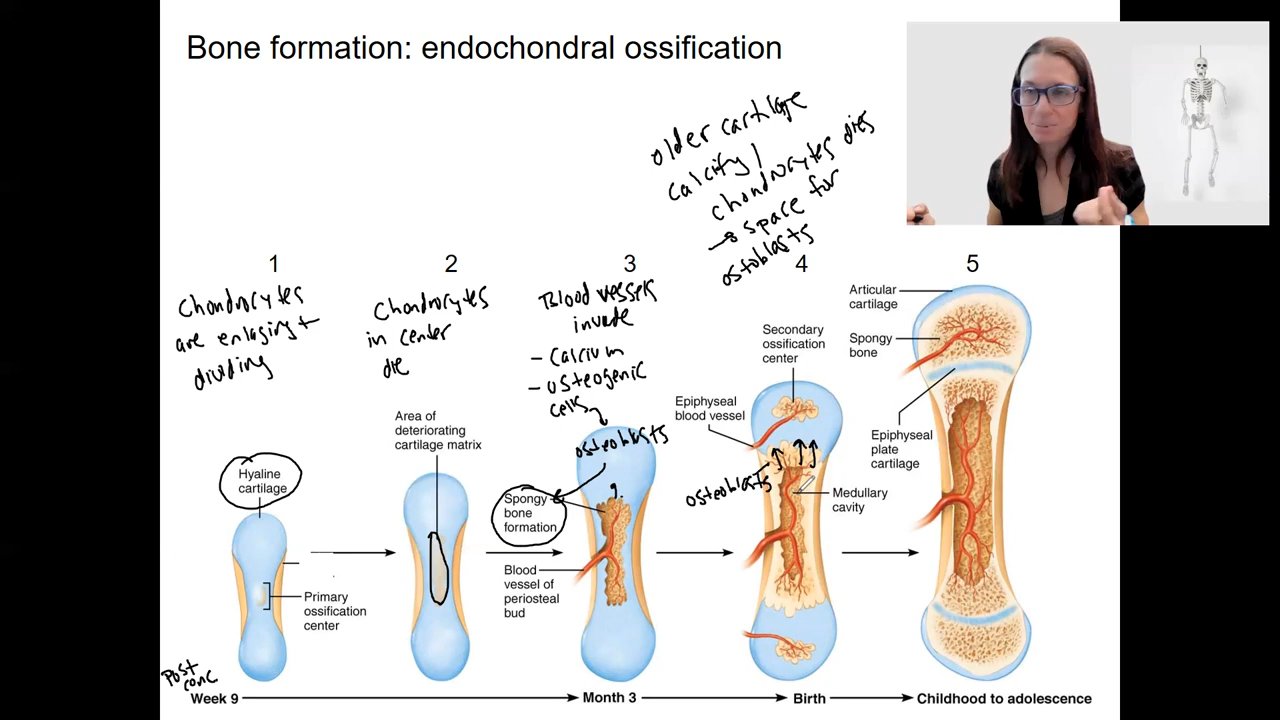 Bone formation: endochondral ossification
older cartilage
calcify /
chondrocytes dies
→ space for
ostoblasts
1
2
3
4
5
Chondrocytes
are enlaging +
dividing
Chondrocytes
in center
die
Blood vessels
invade
- Calcium
- osteogenic
cells
osteoblasts
Hyaline
cartilage
Primary
ossification
center
Area of
deteriorating
cartilage matrix
Spongy
bone
formation
Blood
vessel of
periosteal
bud
Secondary
ossification
center
Epiphyseal
blood vessel
osteoblasts
Medullary
cavity
Articular
cartilage
Spongy
bone
Epiphyseal
plate
cartilage
Post
conc
Week 9
Month 3
Birth
Childhood to adolescence